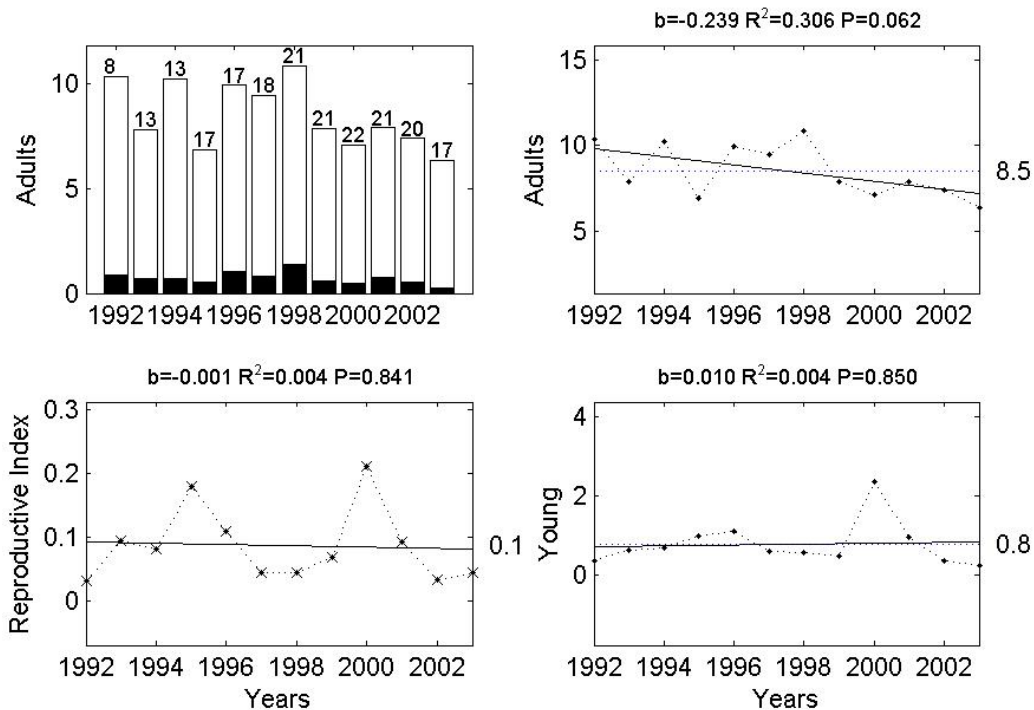 b=-0.239 R²=0.306 P=0.062
8 13 13 17 17 18 21 21 22 21 20 17
10
5
0
Adults
1992 1994 1996 1998 2000 2002
15
10
5
Adults
8.5
1992 1994 1996 1998 2000 2002
b=-0.001 R²=0.004 P=0.841
0.3
0.2
0.1
0
Reproductive Index
0.1
1992 1994 1996 1998 2000 2002
Years
b=0.010 R²=0.004 P=0.850
4
2
0
Young
0.8
1992 1994 1996 1998 2000 2002
Years